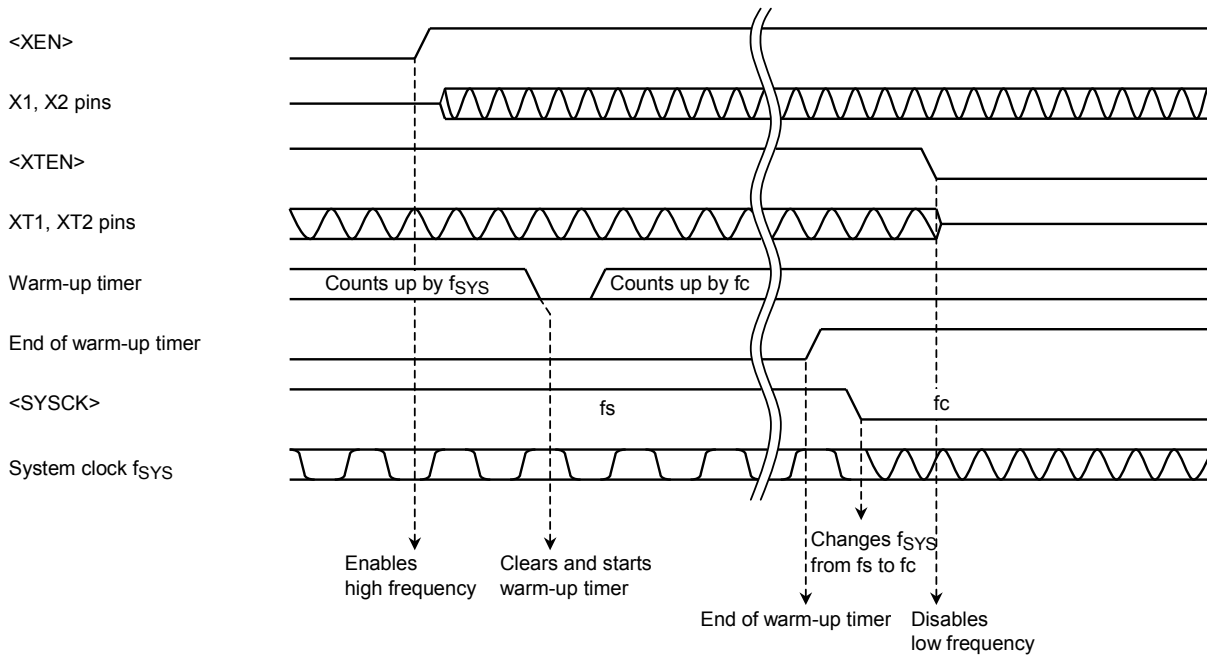 <XEN>
X1, X2 pins
<XTEN>
XT1, XT2 pins
Warm-up timer
Counts up by fSYS
Counts up by fc
End of warm-up timer
<SYSCK>
fs
fc
System clock fSYS
Enables
high frequency
Clears and starts
warm-up timer
Changes fSYS
from fs to fc
End of warm-up timer
Disables
low frequency